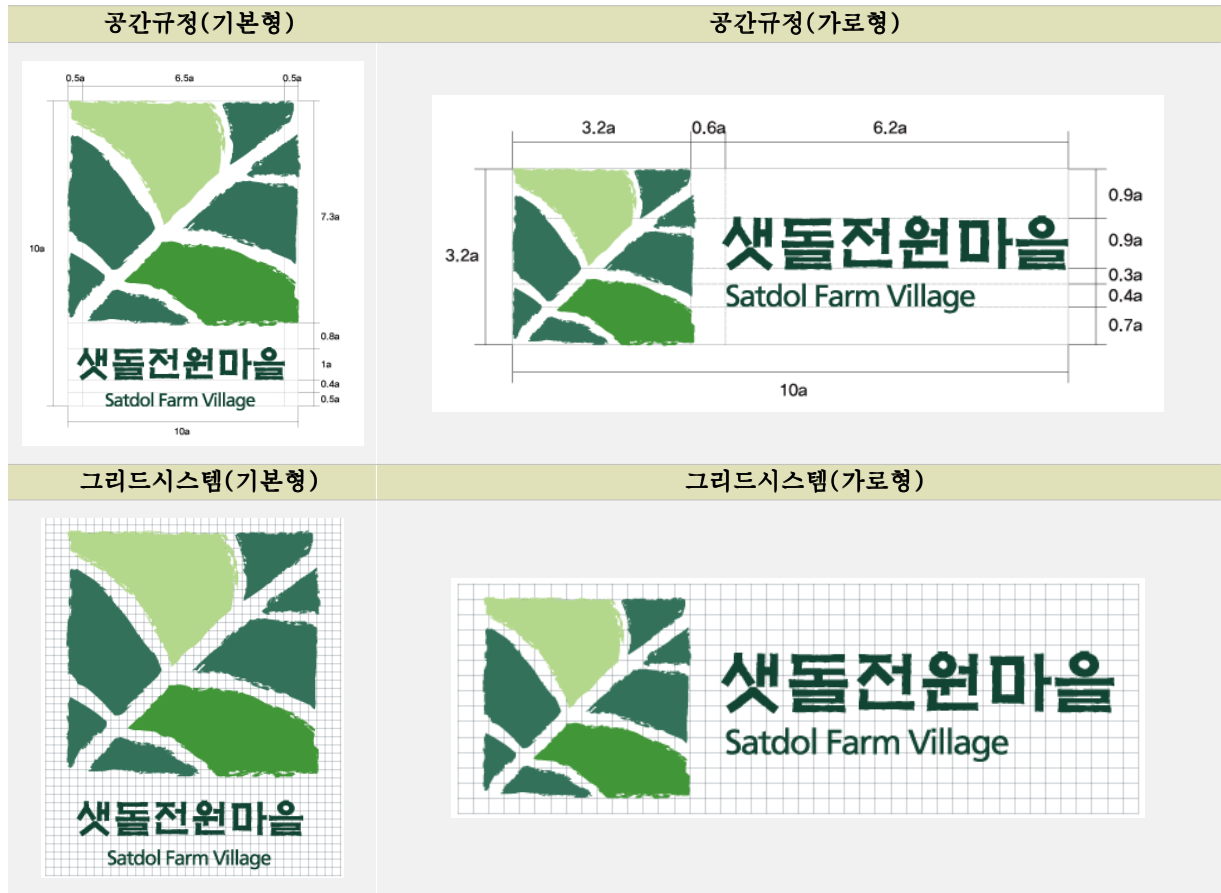 공간규정(기본형)
공간규정(가로형)
0.5a 6.5a 0.5a
10a
7.3a
0.8a
1a
0.4a
0.5a
샛돌전원마을
Satdol Farm Village
10a
3.2a 0.6a 6.2a
3.2a
0.9a
0.9a
0.3a
0.4a
0.7a
샛돌전원마을
Satdol Farm Village
10a
그리드시스템(기본형)
그리드시스템(가로형)
샛돌전원마을
Satdol Farm Village
샛돌전원마을
Satdol Farm Village